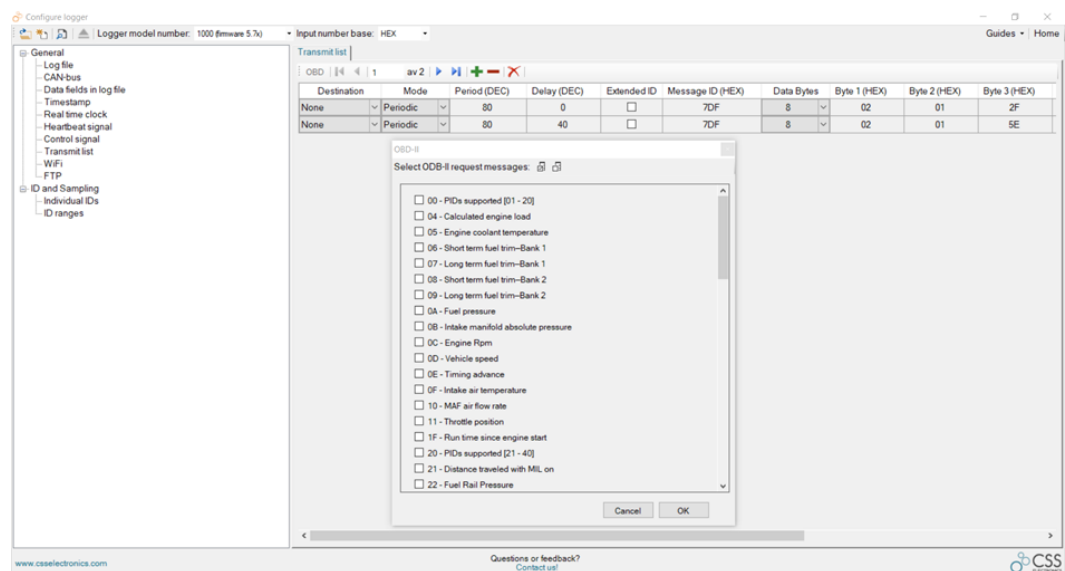 Configure logger
Logger model number: 1000 (firmware 5.7x) Input number base: HEX Guides Home
General
Log file
CAN-bus
Data fields in log file
Timestamp
Real time clock
Heartbeat signal
Control signal
Transmit list
WiFi
FTP
ID and Sampling
Individual IDs
ID ranges
Transmit list
OBD 1 av 2
Destination Mode Period (DEC) Delay (DEC) Extended ID Message ID (HEX) Data Bytes Byte 1 (HEX) Byte 2 (HEX) Byte 3 (HEX)
None Periodic 80 0 7DF 8 02 01 2F
None Periodic 80 40 7DF 8 02 01 5E
OBD-II
Select ODB-II request messages:
00 - PIDs supported [01 - 20]
04 - Calculated engine load
05 - Engine coolant temperature
06 - Short term fuel trim—Bank 1
07 - Long term fuel trim—Bank 1
08 - Short term fuel trim—Bank 2
09 - Long term fuel trim—Bank 2
0A - Fuel pressure
0B - Intake manifold absolute pressure
0C - Engine Rpm
0D - Vehicle speed
0E - Timing advance
0F - Intake air temperature
10 - MAF air flow rate
11 - Throttle position
1F - Run time since engine start
20 - PIDs supported [21 - 40]
21 - Distance traveled with MIL on
22 - Fuel Rail Pressure
Cancel OK
www.csselectronics.com
Questions or feedback?
Contact us!
CSS